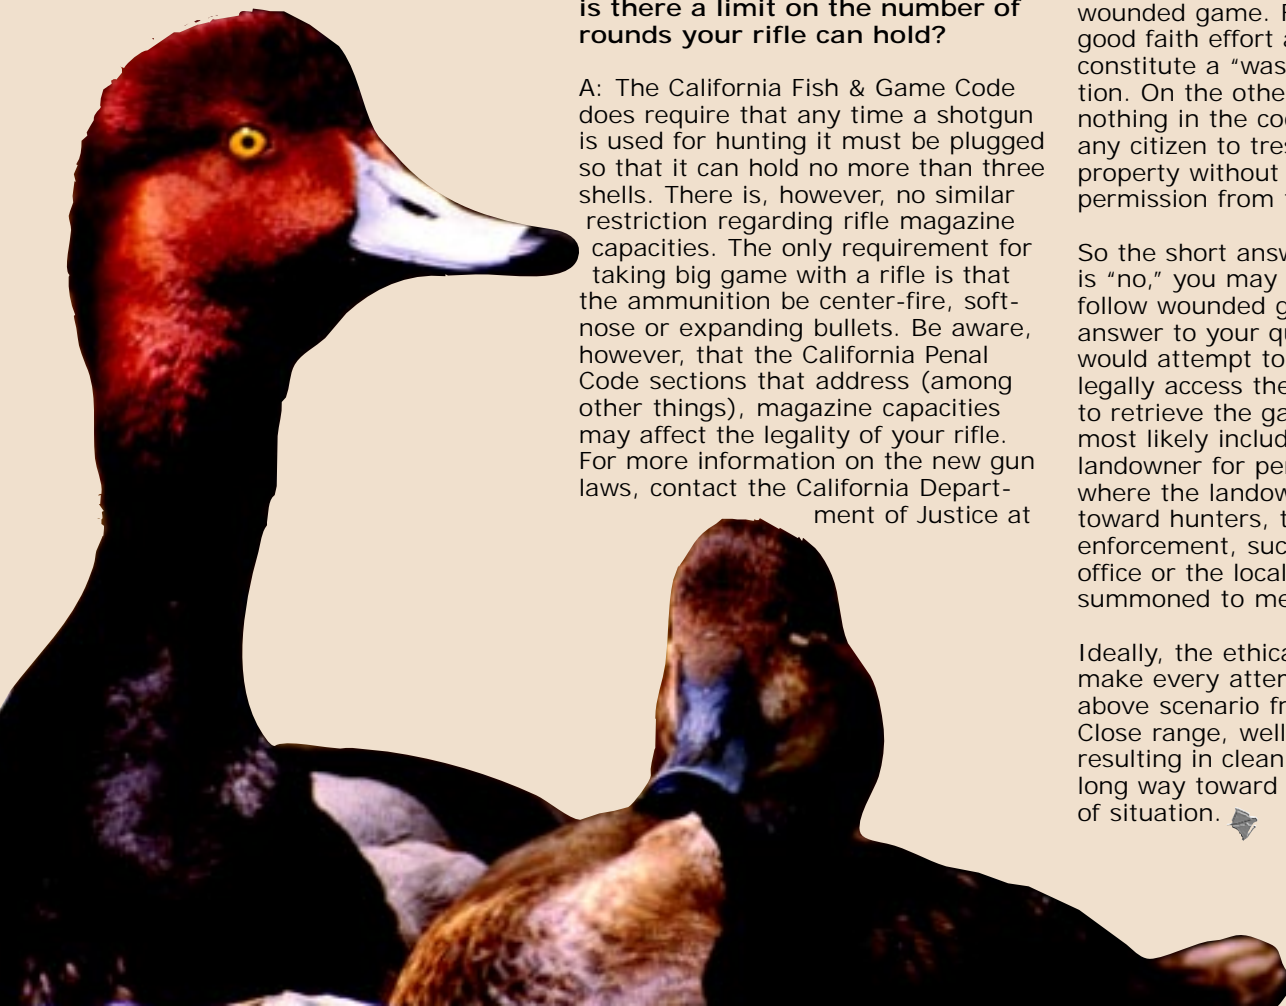 is there a limit on the number of
rounds your rifle can hold?
A: The California Fish & Game Code
does require that any time a shotgun
is used for hunting it must be plugged
so that it can hold no more than three
shells. There is, however, no similar
restriction regarding rifle magazine
capacities. The only requirement for
taking big game with a rifle is that
the ammunition be center-fire, soft-
nose or expanding bullets. Be aware,
however, that the California Penal
Code sections that address (among
other things), magazine capacities
may affect the legality of your rifle.
For more information on the new gun
laws, contact the California Depart-
ment of Justice at
wounded game.
good faith effort
constitute a “was
tion. On the othe
nothing in the co
any citizen to tres
property without
permission from
So the short answ
is “no,” you may
follow wounded g
answer to your qu
would attempt to
legally access the
to retrieve the ga
most likely includ
landowner for pe
where the landow
toward hunters, t
enforcement, suc
office or the local
summoned to me
Ideally, the ethica
make every atte
above scenario fr
Close range, well
resulting in clean
long way toward
of situation.